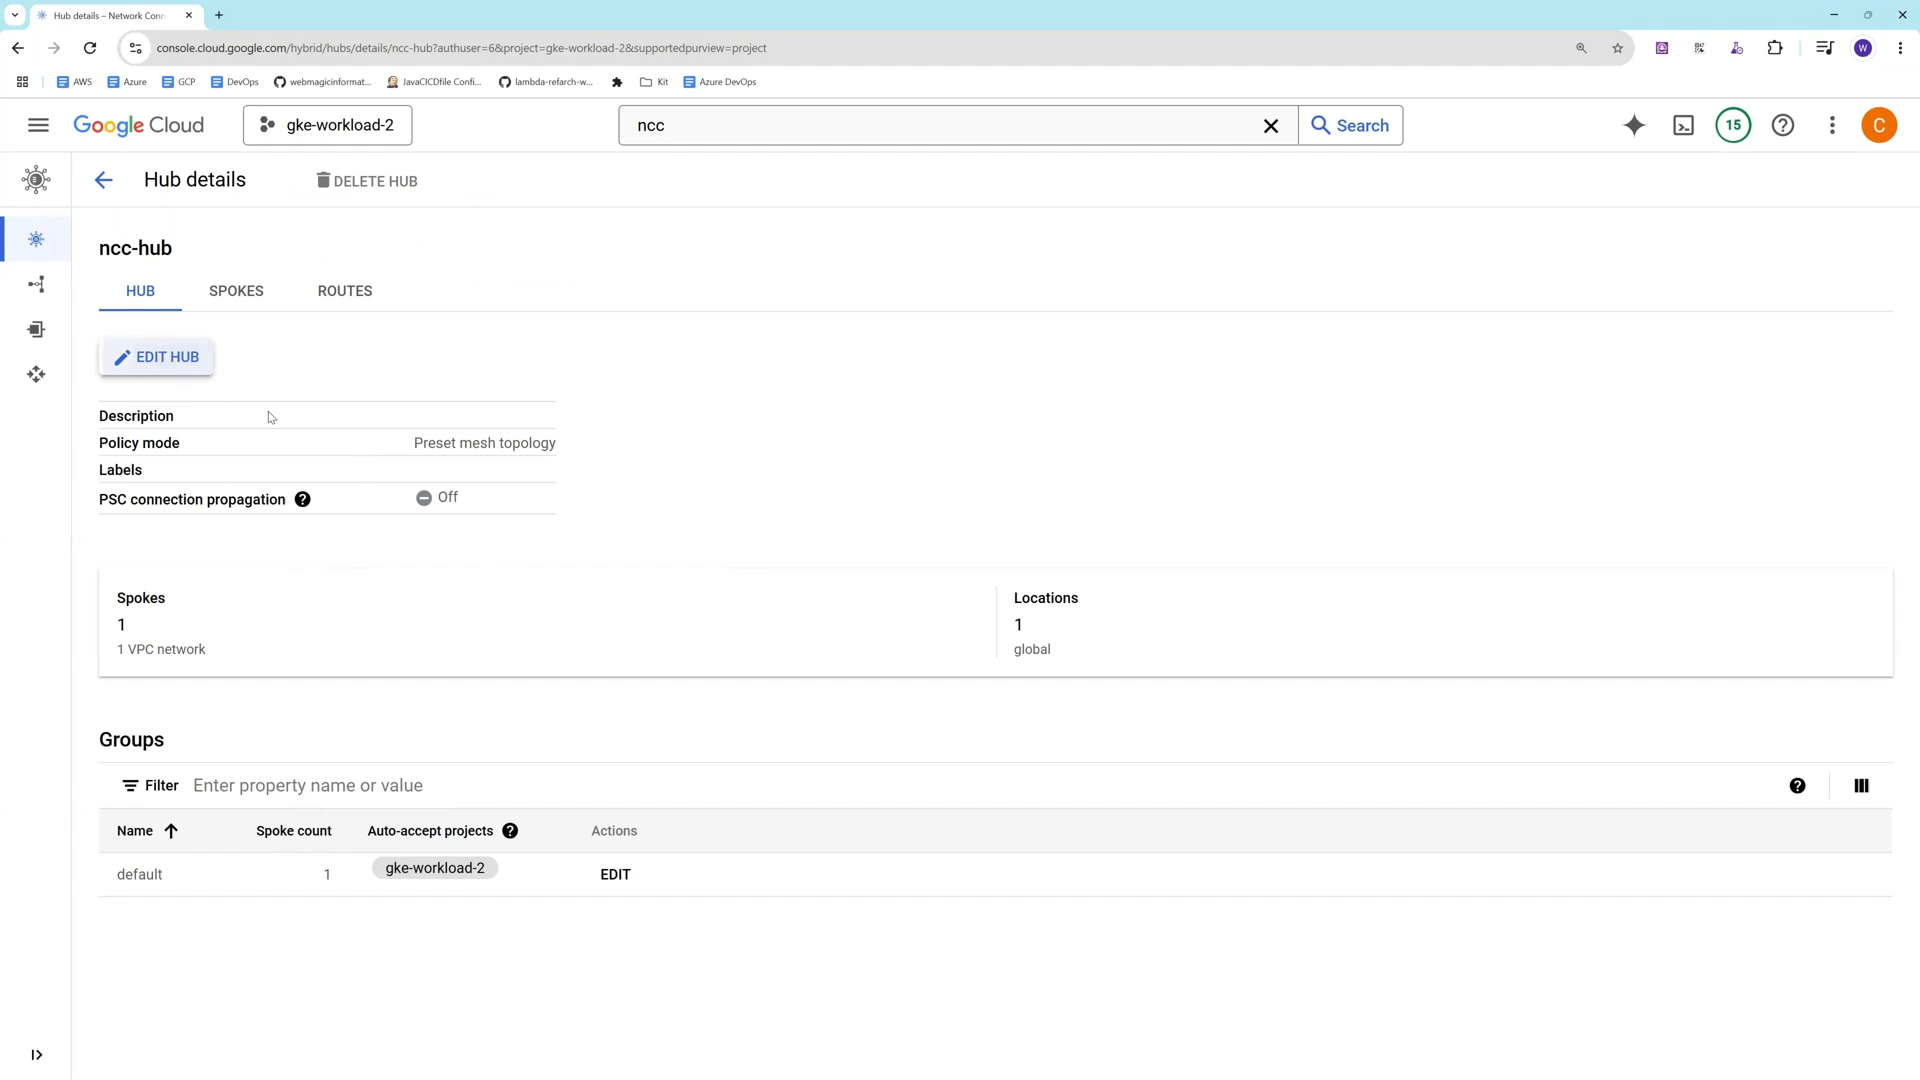 Hub details – Network Conn
console.cloud.google.com/hybrid/hubs/details/ncc-hub?authuser=6&project=gke-workload-2&supportedpurview=project
W
AWS
Azure
GCP
DevOps
webmagicinformat...
JavaCICDfile Confi...
lambda-refarch-w...
Kit
Azure DevOps
Google Cloud
gke-workload-2
ncc
Search
15
C
Hub details
DELETE HUB
ncc-hub
HUB SPOKES ROUTES
EDIT HUB
Description
Policy mode Preset mesh topology
Labels
PSC connection propagation Off
Spokes
1
1 VPC network
Locations
1
global
Groups
Filter Enter property name or value
Name Spoke count Auto-accept projects Actions
default 1 gke-workload-2 EDIT